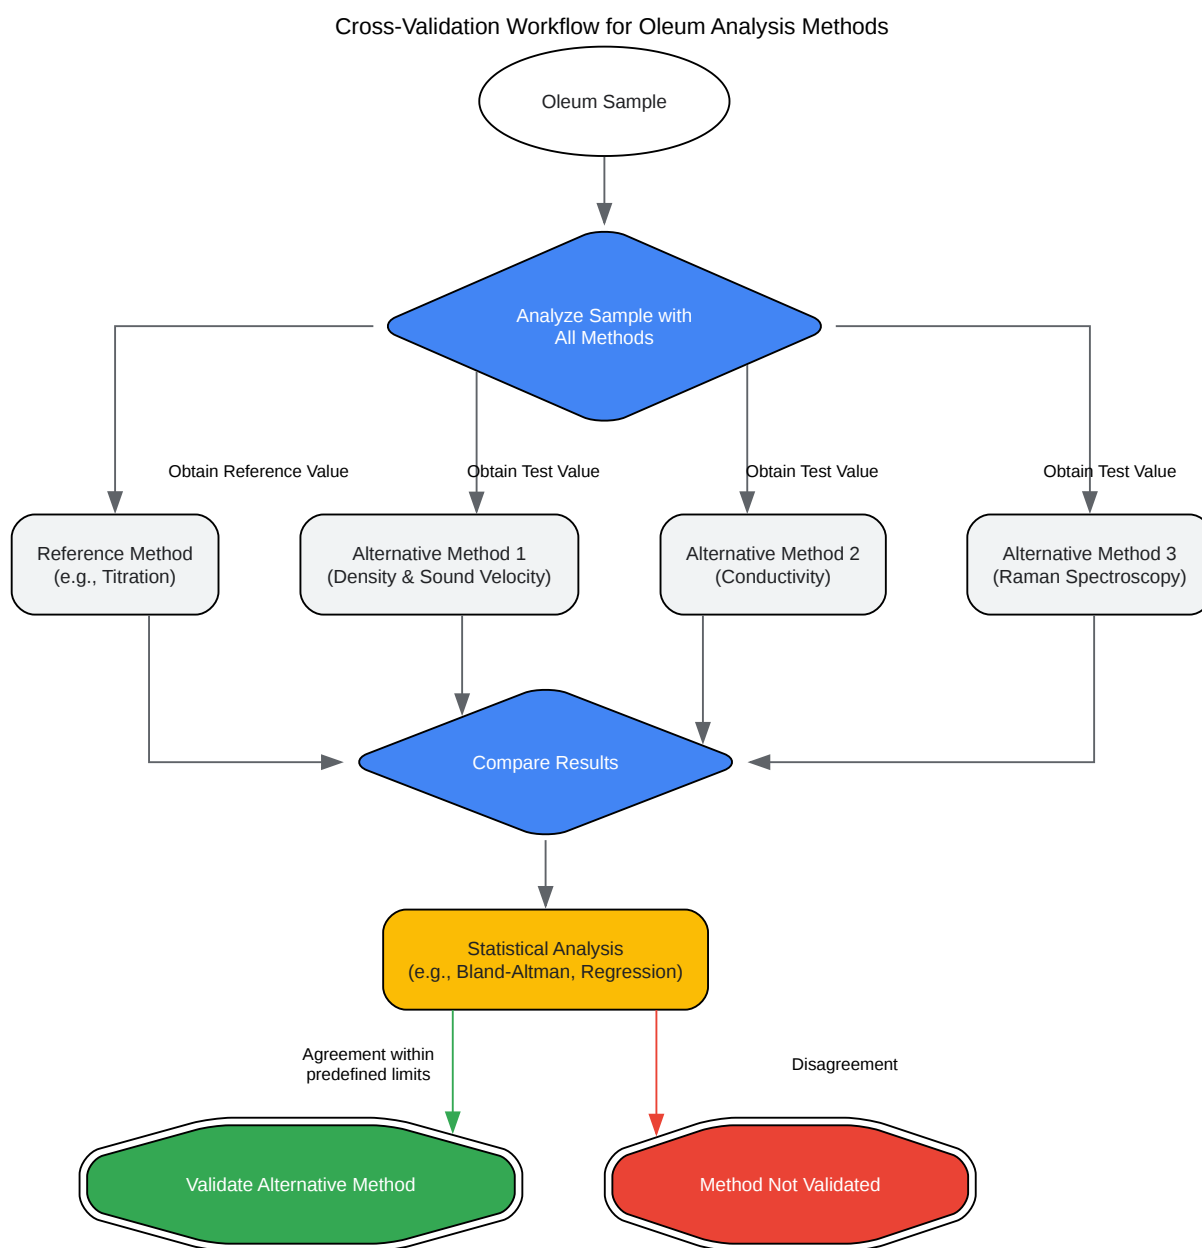 Cross-Validation Workflow for Oleum Analysis Methods
Oleum Sample
Analyze Sample with
All Methods
Obtain Reference Value
Obtain Test Value
Obtain Test Value
Obtain Test Value
Reference Method
(e.g., Titration)
Alternative Method 1
(Density & Sound Velocity)
Alternative Method 2
(Conductivity)
Alternative Method 3
(Raman Spectroscopy)
Compare Results
Statistical Analysis
(e.g., Bland-Altman, Regression)
Agreement within
predefined limits
Disagreement
Validate Alternative Method
Method Not Validated